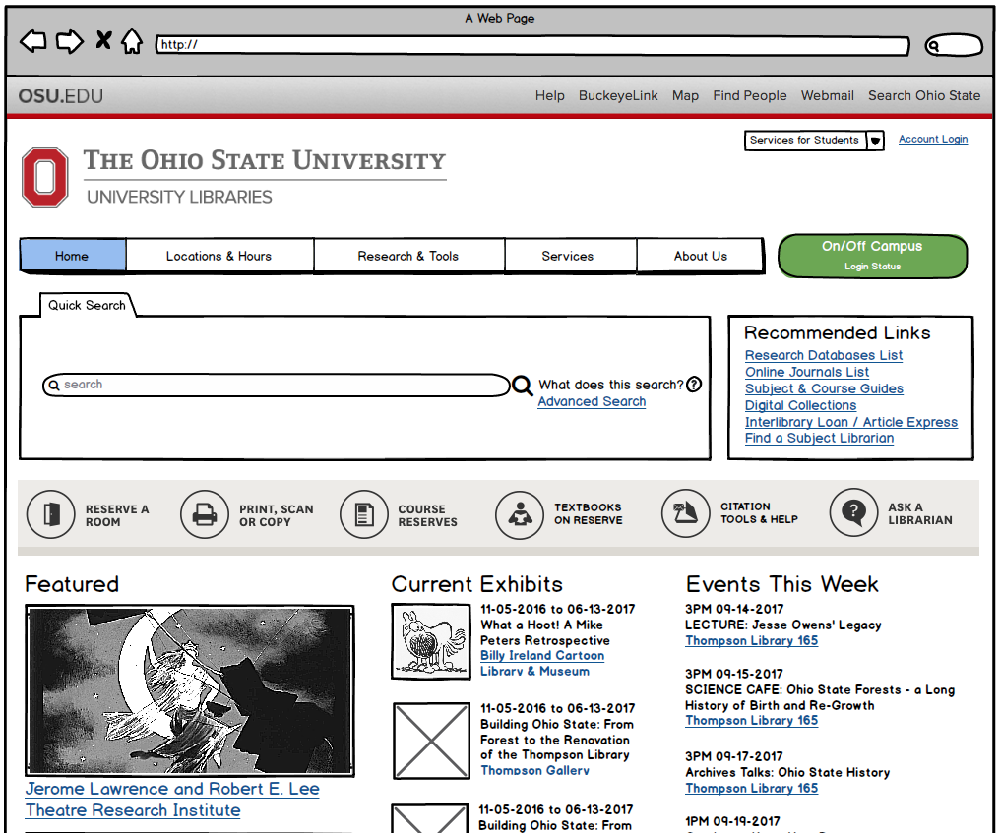 A Web Page
http://
OSU.EDU
Help BuckeyeLink Map Find People Webmail Search Ohio State
Services for Students
Account Login
THE OHIO STATE UNIVERSITY
UNIVERSITY LIBRARIES
Home Locations & Hours Research & Tools Services About Us
On/Off Campus
Login Status
Quick Search
search
What does this search? ?
Advanced Search
Recommended Links
Research Databases List
Online Journals List
Subject & Course Guides
Digital Collections
Interlibrary Loan / Article Express
Find a Subject Librarian
RESERVE A
ROOM
PRINT, SCAN
OR COPY
COURSE
RESERVES
TEXTBOOKS
ON RESERVE
CITATION
TOOLS & HELP
?
ASK A
LIBRARIAN
Featured
Jerome Lawrence and Robert E. Lee
Theatre Research Institute
Current Exhibits
11-05-2016 to 06-13-2017
What a Hoot! A Mike
Peters Retrospective
Billy Ireland Cartoon
Library & Museum
11-05-2016 to 06-13-2017
Building Ohio State: From
Forest to the Renovation
of the Thompson Library
Thompson Gallery
11-05-2016 to 06-13-2017
Building Ohio State: From
Events This Week
3PM 09-14-2017
LECTURE: Jesse Owens' Legacy
Thompson Library 165
3PM 09-15-2017
SCIENCE CAFE: Ohio State Forests - a Long
History of Birth and Re-Growth
Thompson Library 165
3PM 09-17-2017
Archives Talks: Ohio State History
Thompson Library 165
1PM 09-19-2017